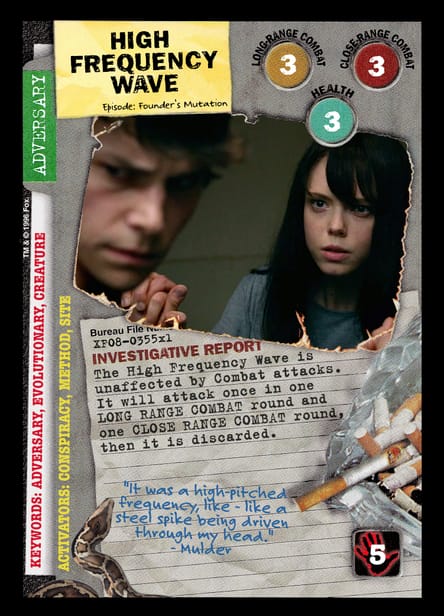 HIGH
FREQUENCY
WAVE
Episode: Founder's Mutation
LONG-RANGE COMBAT
3
CLOSE-RANGE COMBAT
3
HEALTH
3
ADVERSARY
TM & © 1996 Fox.
KEYWORDS: ADVERSARY, EVOLUTIONARY, CREATURE
ACTIVATORS: CONSPIRACY, METHOD, SITE
Bureau File
XF08-0355x1
INVESTIGATIVE REPORT
The High Frequency Wave is
unaffected by Combat attacks.
It will attack once in one
LONG RANGE COMBAT round and
one CLOSE RANGE COMBAT round,
then it is discarded.
"It was a high-pitched
frequency, like - like a
steel spike being driven
through my head."
- Mulder
5